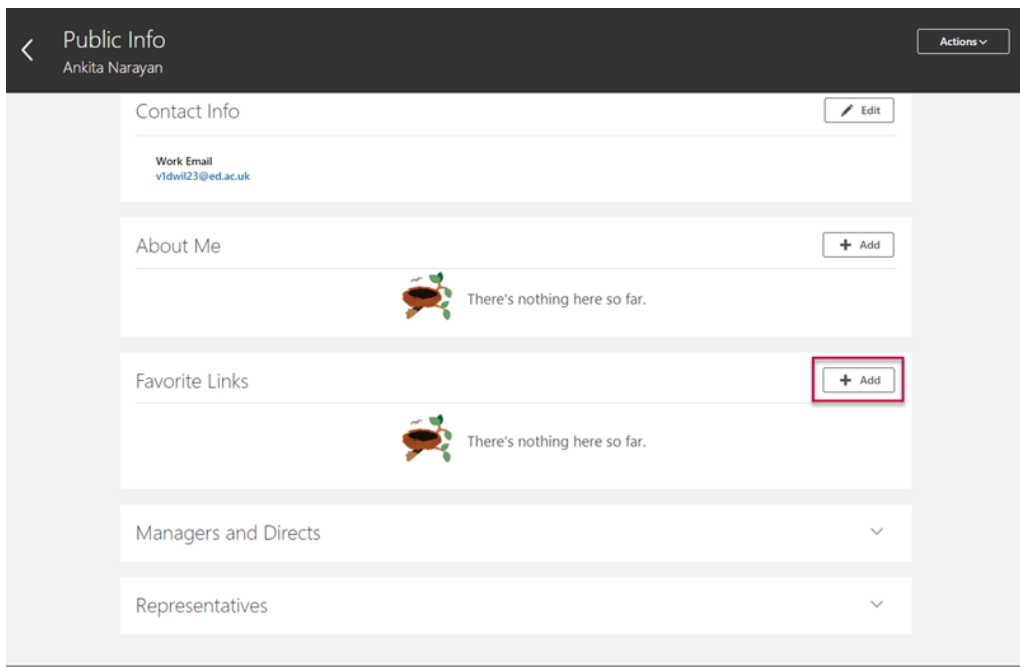 Public Info
Ankita Narayan
Actions
Contact Info
Edit
Work Email
v1dwil23@ed.ac.uk
About Me
Add
There's nothing here so far.
Favorite Links
Add
There's nothing here so far.
Managers and Directs
Representatives